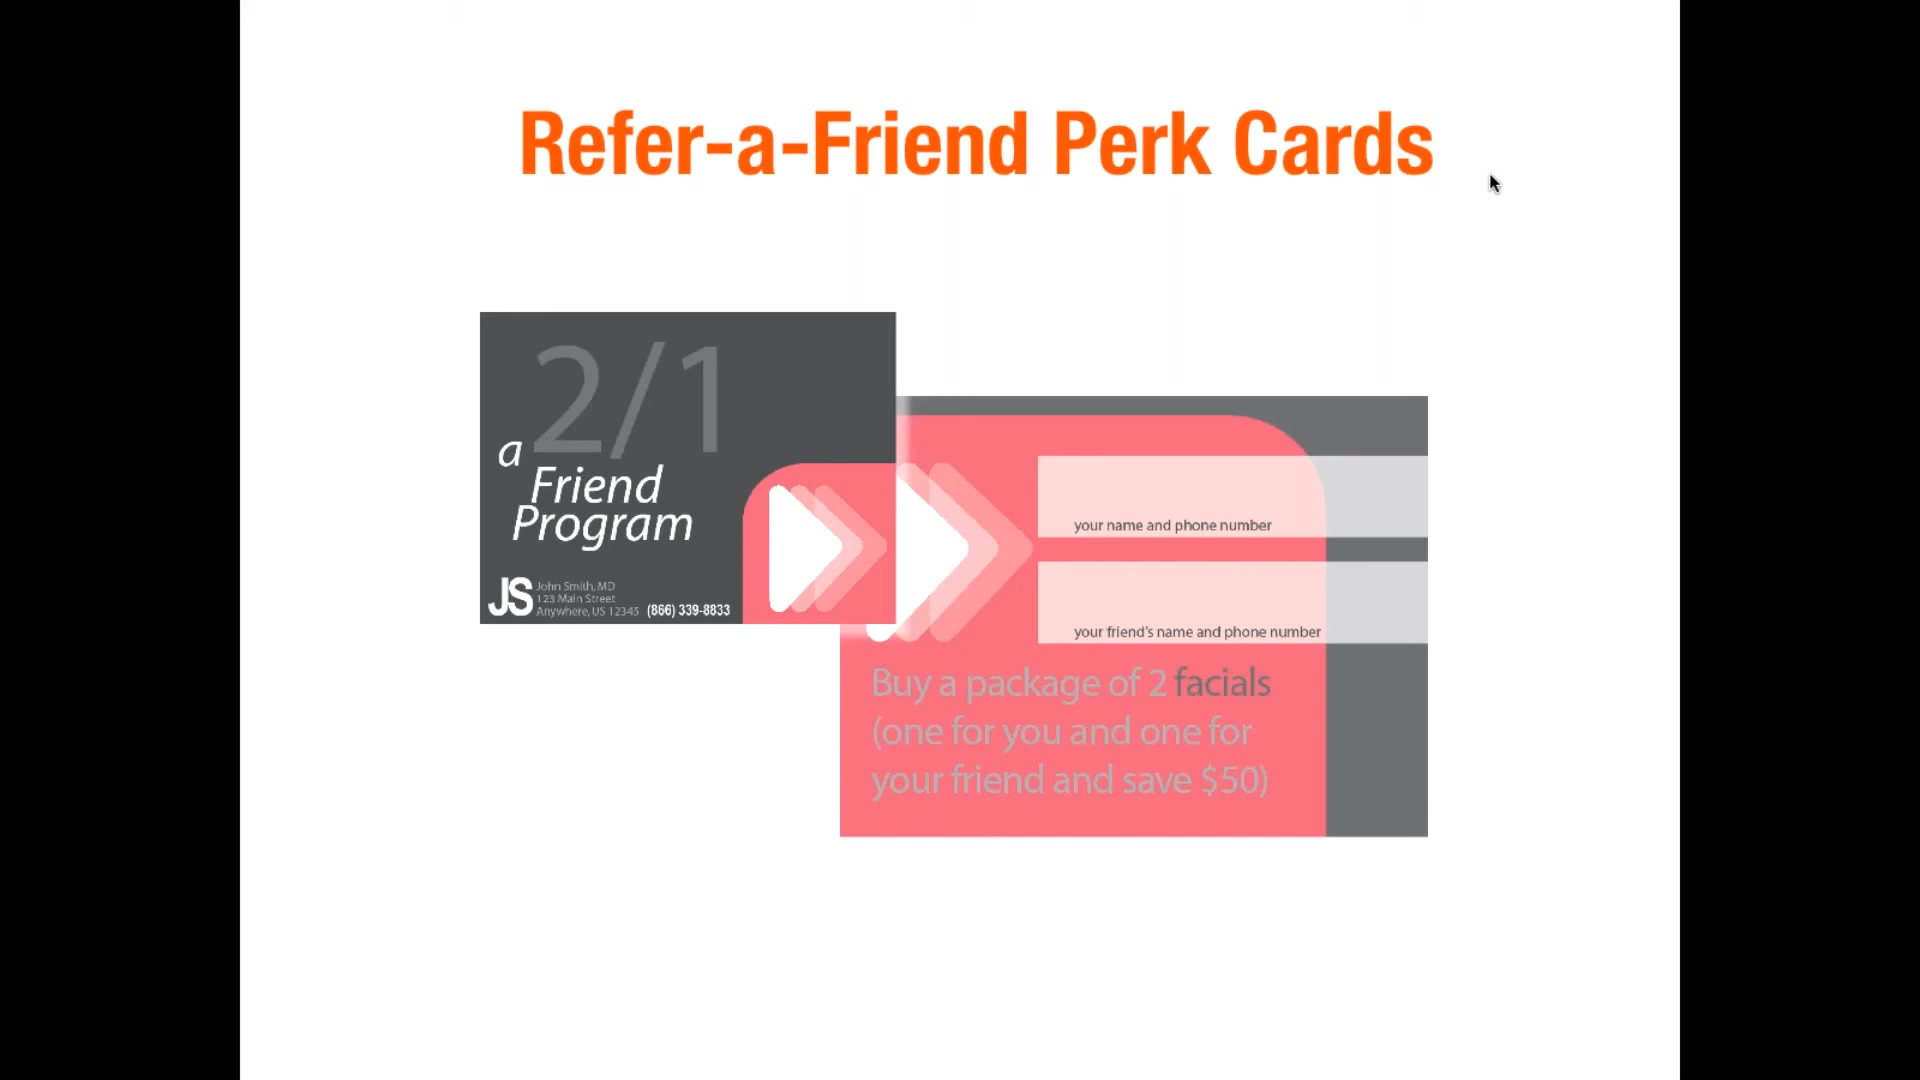 Refer-a-Friend Perk Cards
2/1
a
Friend
Program
JS
John Smith, MD
123 Main Street
Anywhere, US 12345 (866) 339-8833
your name and phone number
your friend's name and phone number
Buy a package of 2 facials
(one for you and one for
your friend and save $50)